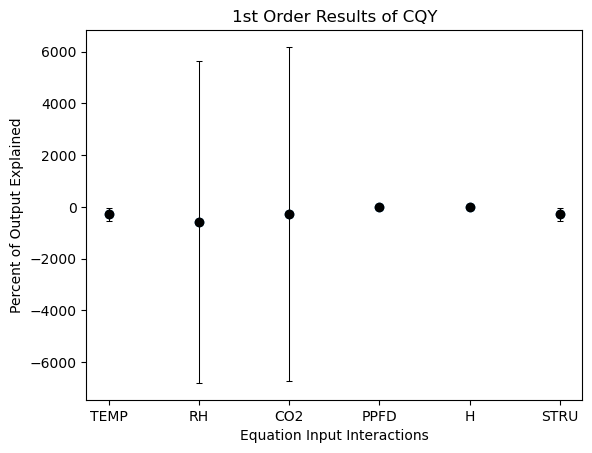 1st Order Results of CQY
Percent of Output Explained
6000
4000
2000
0
−2000
−4000
−6000
TEMP RH CO2 PPFD H STRU
Equation Input Interactions